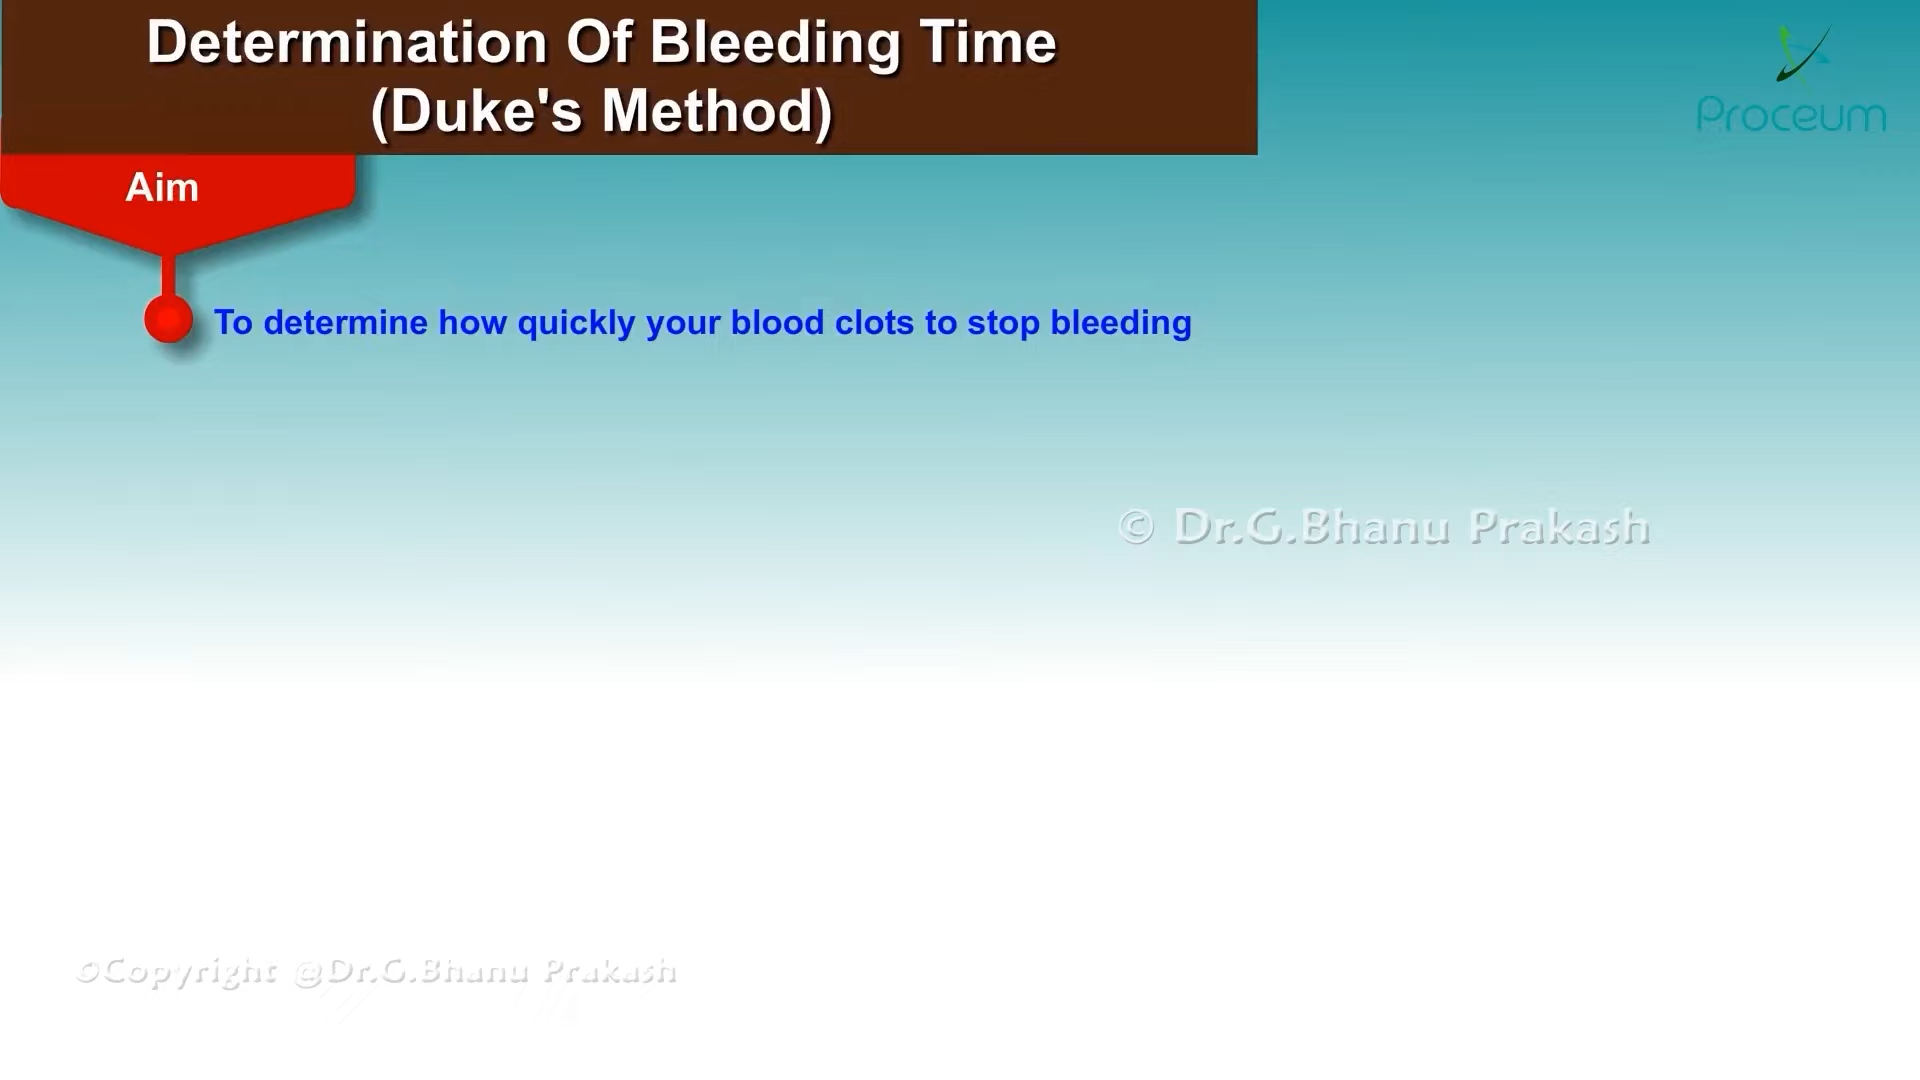 Determination Of Bleeding Time
(Duke's Method)
Proceum
Aim
To determine how quickly your blood clots to stop bleeding
© Dr.G.Bhanu Prakash
©Copyright @Dr.G.Bhanu Prakash